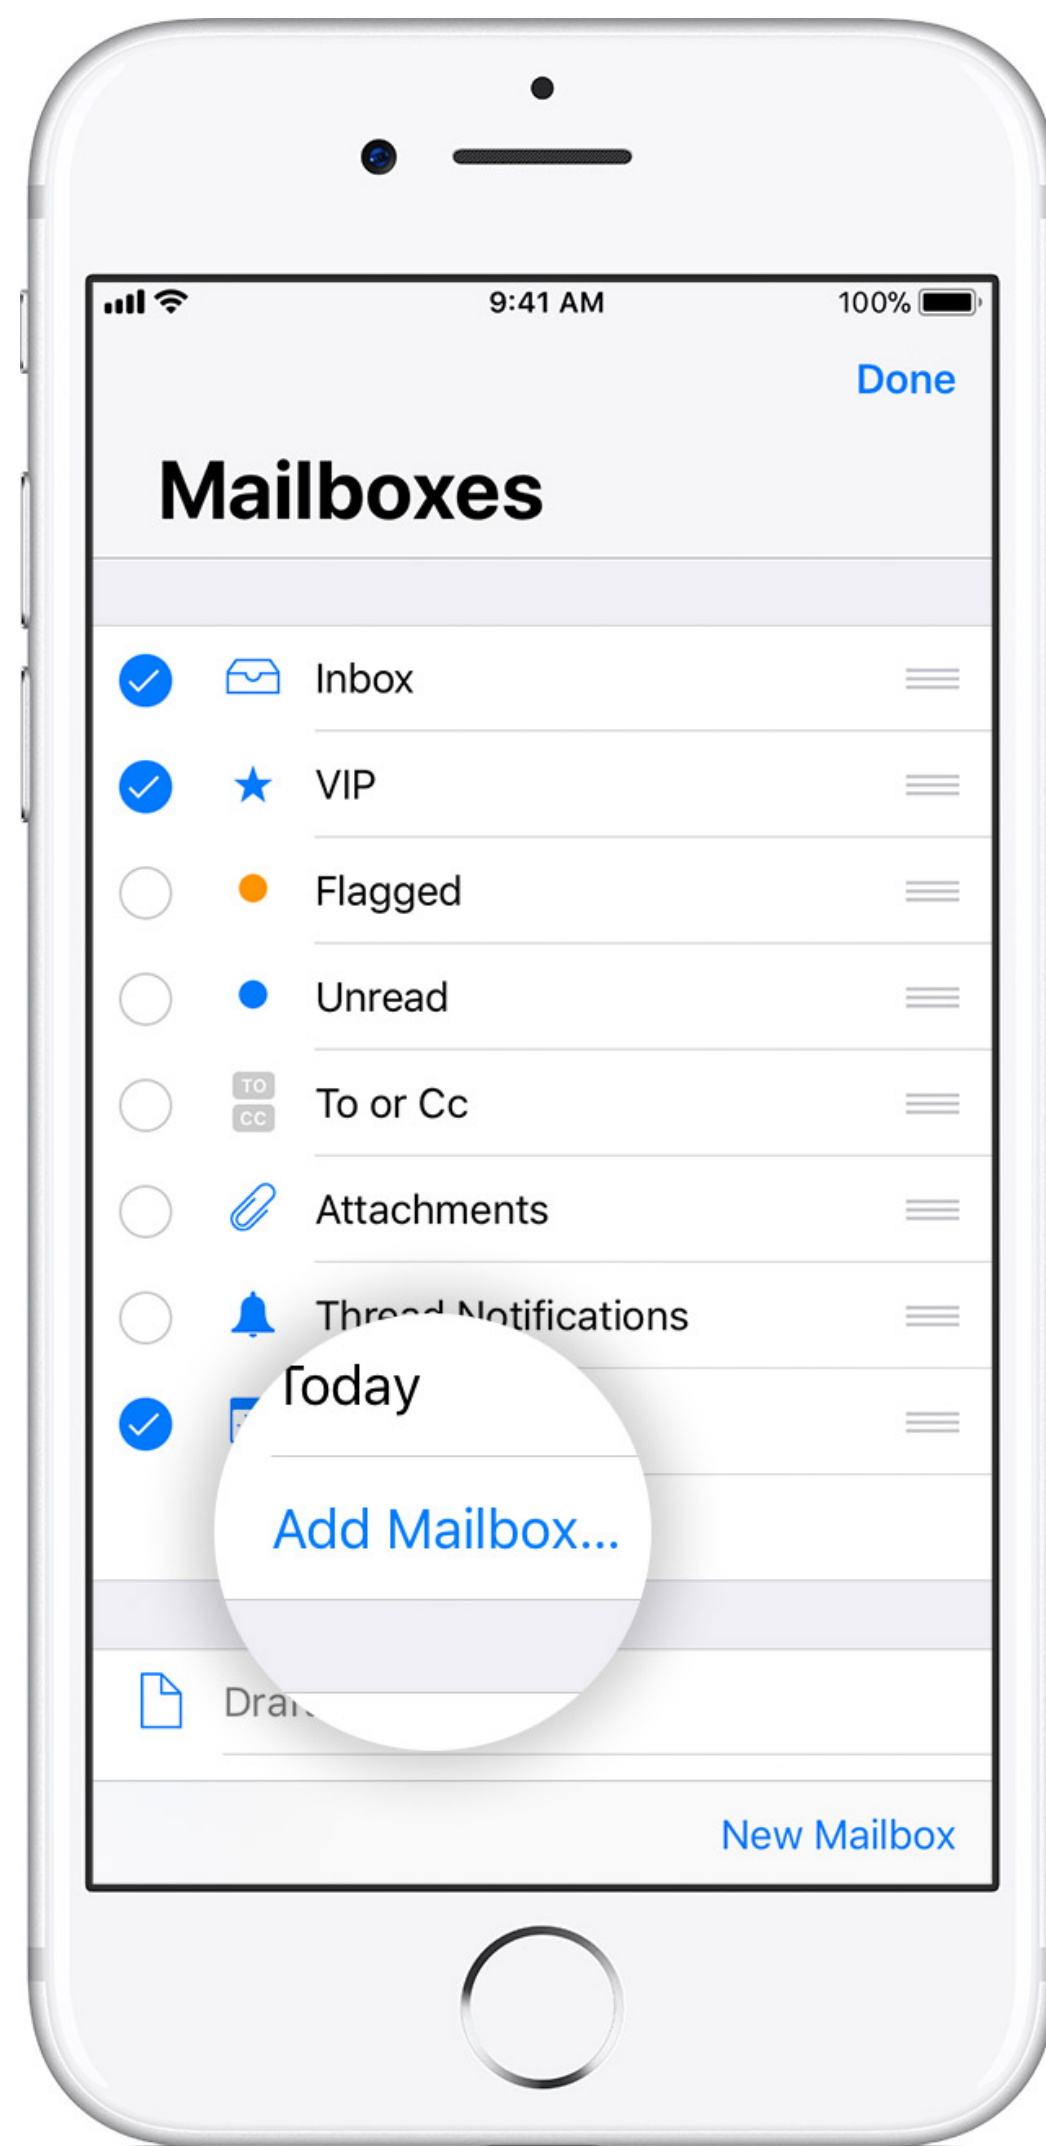 9:41 AM 100%
Done
Mailboxes
Inbox
VIP
Flagged
Unread
TO
CC
To or Cc
Attachments
Thread Notifications
Today
Add Mailbox...
New Mailbox